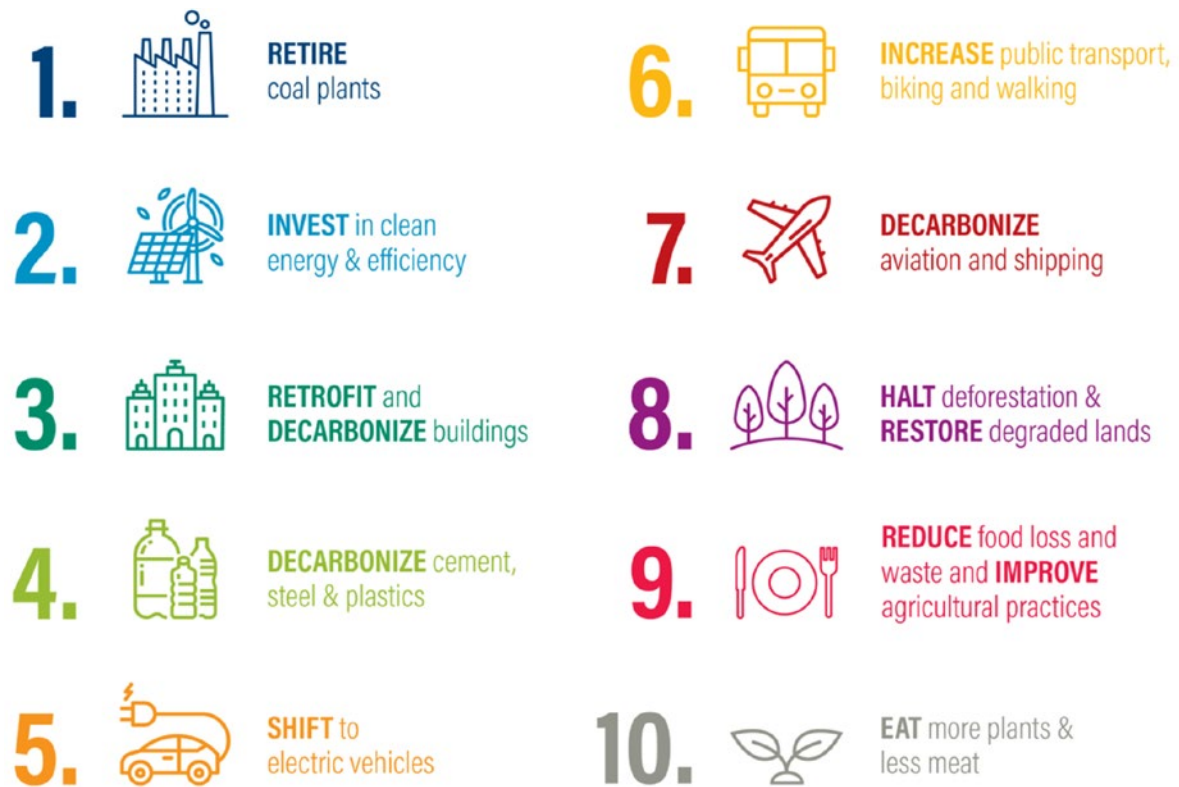 1.
RETIRE
coal plants
2.
INVEST in clean
energy & efficiency
3.
RETROFIT and
DECARBONIZE buildings
4.
DECARBONIZE cement,
steel & plastics
5.
SHIFT to
electric vehicles
6.
INCREASE public transport,
biking and walking
7.
DECARBONIZE
aviation and shipping
8.
HALT deforestation &
RESTORE degraded lands
9.
REDUCE food loss and
waste and IMPROVE
agricultural practices
10.
EAT more plants &
less meat